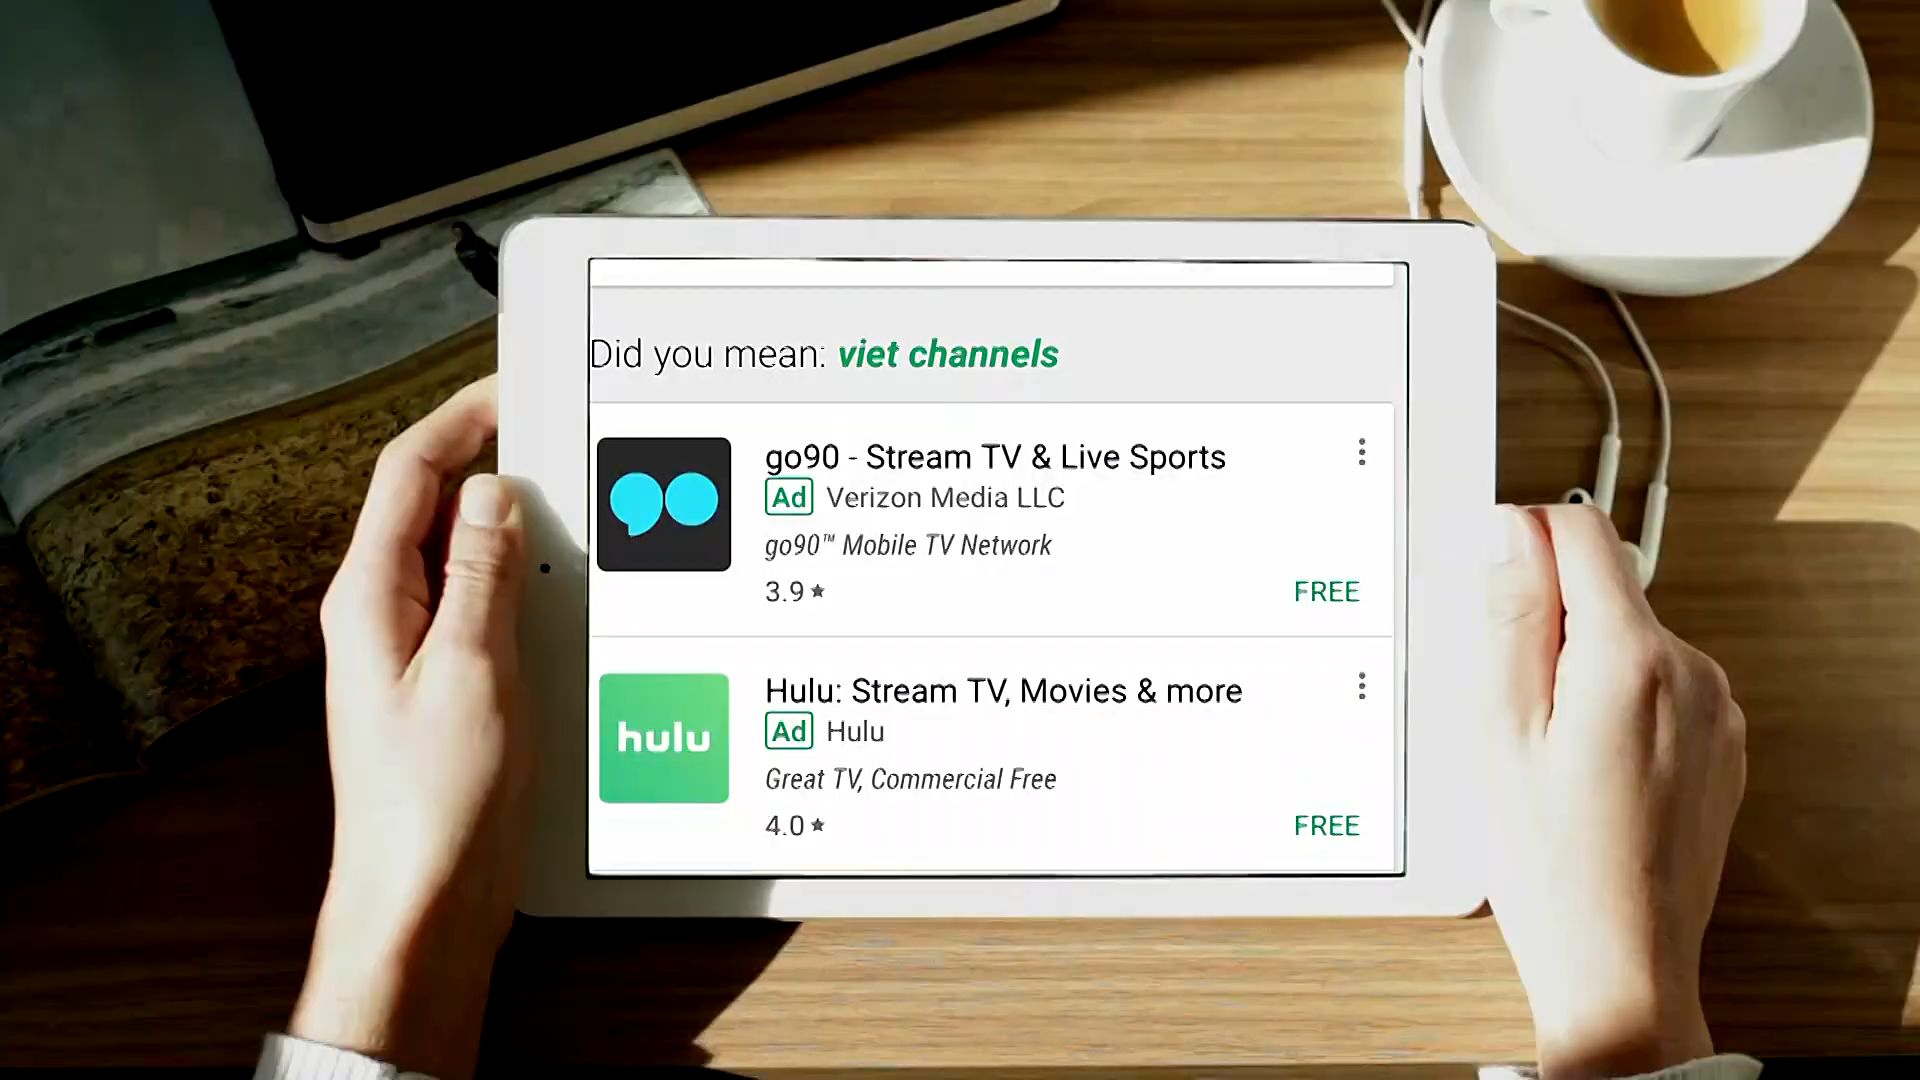 Did you mean: viet channels
go90 - Stream TV & Live Sports
Ad Verizon Media LLC
go90™ Mobile TV Network
3.9★
FREE
hulu
Hulu: Stream TV, Movies & more
Ad Hulu
Great TV, Commercial Free
4.0★
FREE